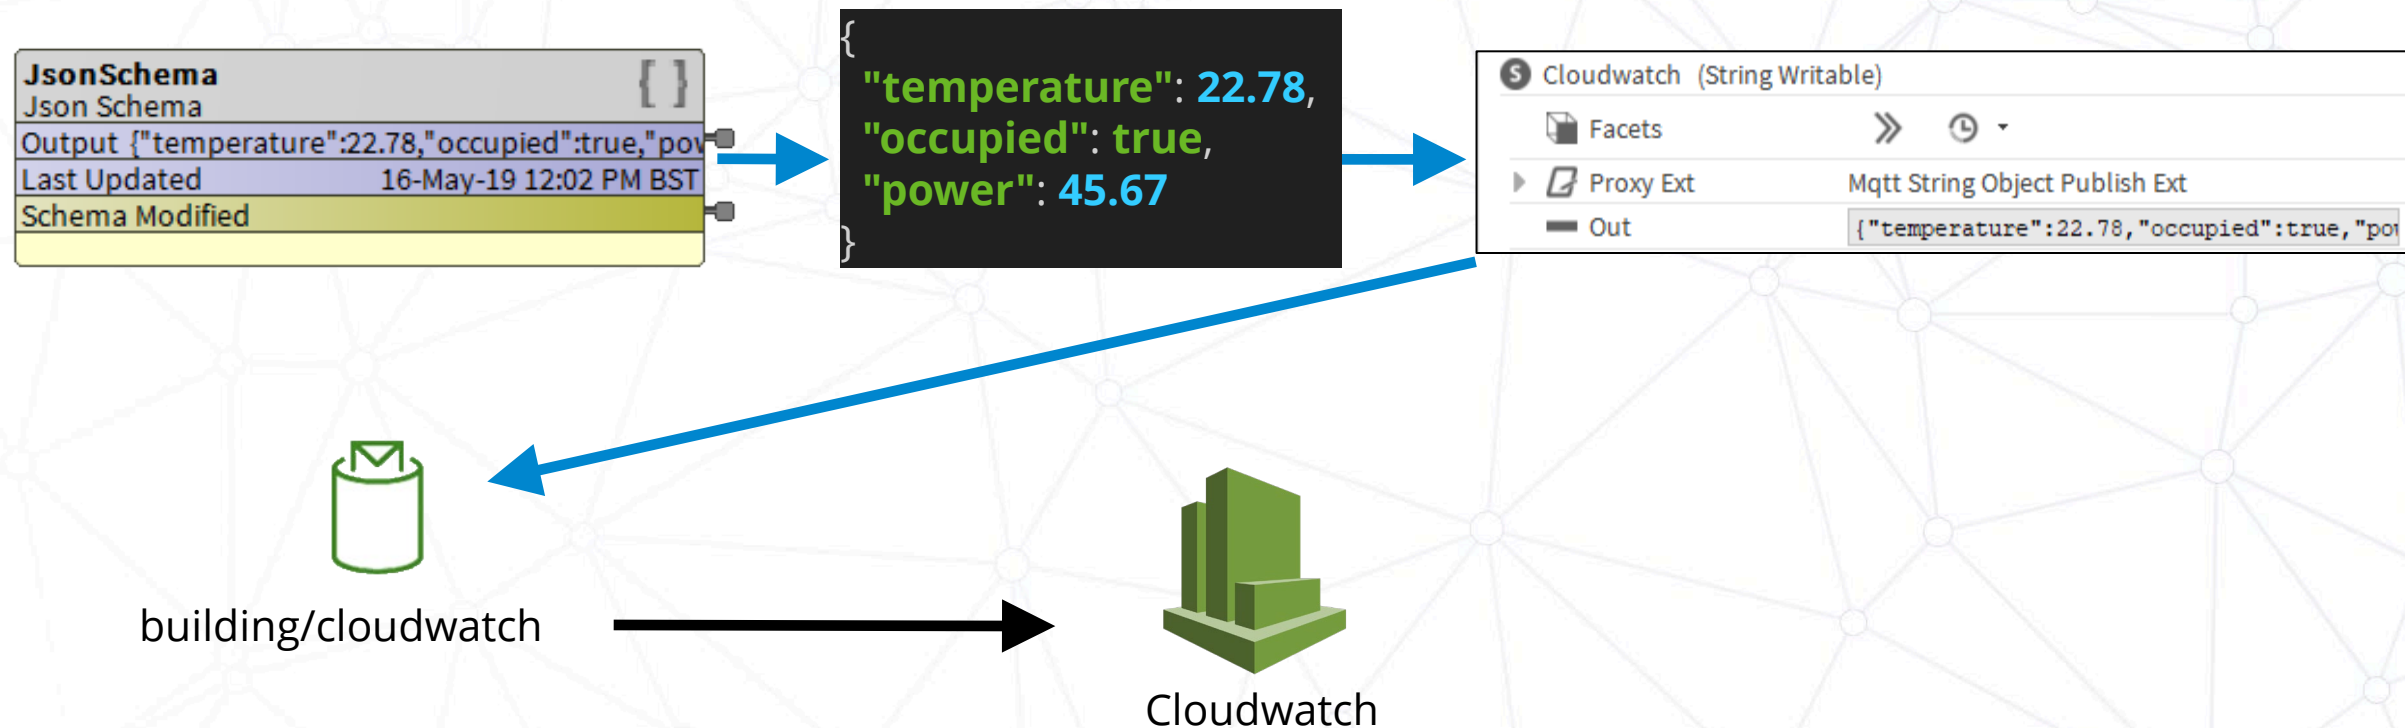 JsonSchema
{ }
Json Schema
Output {"temperature":22.78,"occupied":true,"pow
Last Updated 16-May-19 12:02 PM BST
Schema Modified
{
"temperature": 22.78,
"occupied": true,
"power": 45.67
}
S Cloudwatch (String Writable)
Facets
Proxy Ext Mqtt String Object Publish Ext
Out {"temperature":22.78,"occupied":true,"pow
building/cloudwatch
Cloudwatch